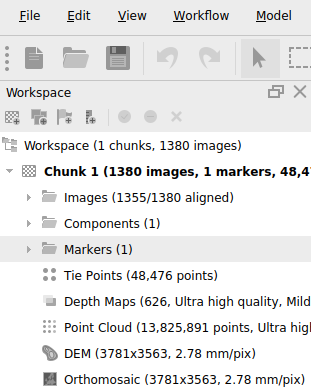 File Edit View Workflow Model
Workspace
Workspace (1 chunks, 1380 images)
Chunk 1 (1380 images, 1 markers, 48,4
Images (1355/1380 aligned)
Components (1)
Markers (1)
Tie Points (48,476 points)
Depth Maps (626, Ultra high quality, Mild
Point Cloud (13,825,891 points, Ultra hig
DEM (3781x3563, 2.78 mm/pix)
Orthomosaic (3781x3563, 2.78 mm/pix)